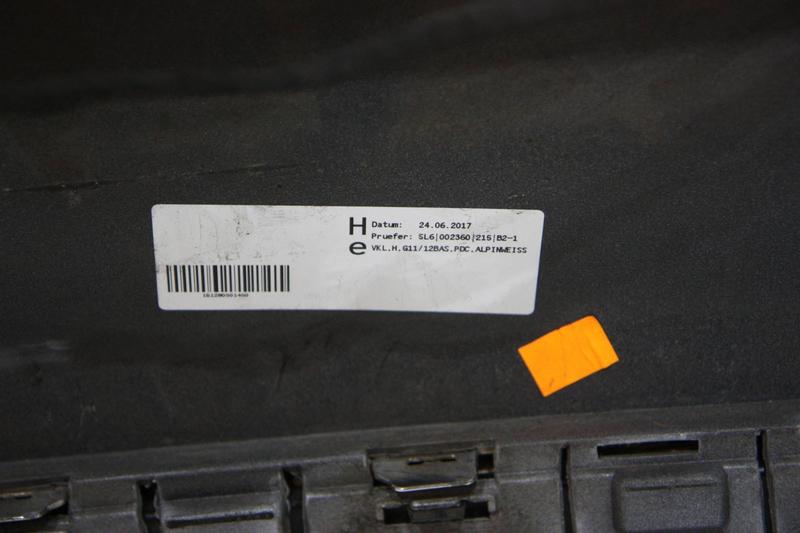 H Datum: 24.06.2017
Pruefer: SL6|002360|215|B2-1
e VKL.H.G11/12BAS.PDC.ALPINWEISS